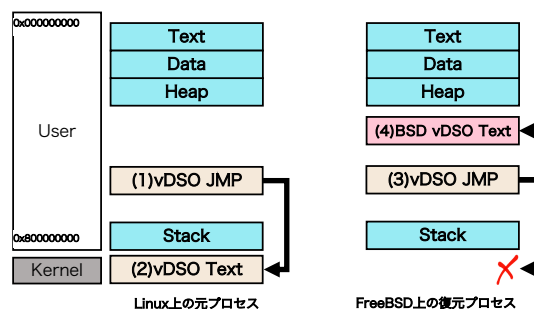 0x000000000
User
0x800000000
Kernel
Text
Data
Heap
(1)vDSO JMP
Stack
(2)vDSO Text
Linux上の元プロセス
Text
Data
Heap
(4)BSD vDSO Text
(3)vDSO JMP
Stack
FreeBSD上の復元プロセス